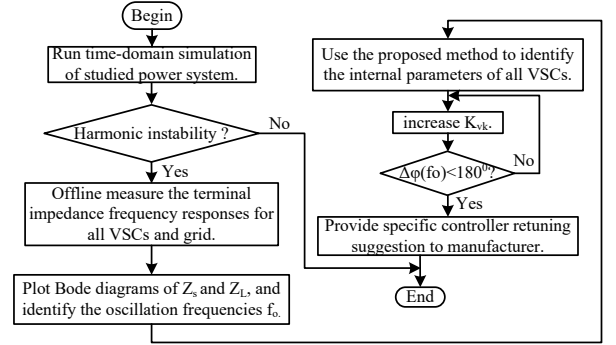 Begin
Run time-domain simulation
of studied power system.
Harmonic instability ?
No
Yes
Offline measure the terminal
impedance frequency responses for
all VSCs and grid.
Plot Bode diagrams of Zs and ZL, and
identify the oscillation frequencies fo.
Use the proposed method to identify
the internal parameters of all VSCs.
increase Kvk.
Δφ(fo)<180⁰?
No
Yes
Provide specific controller retuning
suggestion to manufacturer.
End